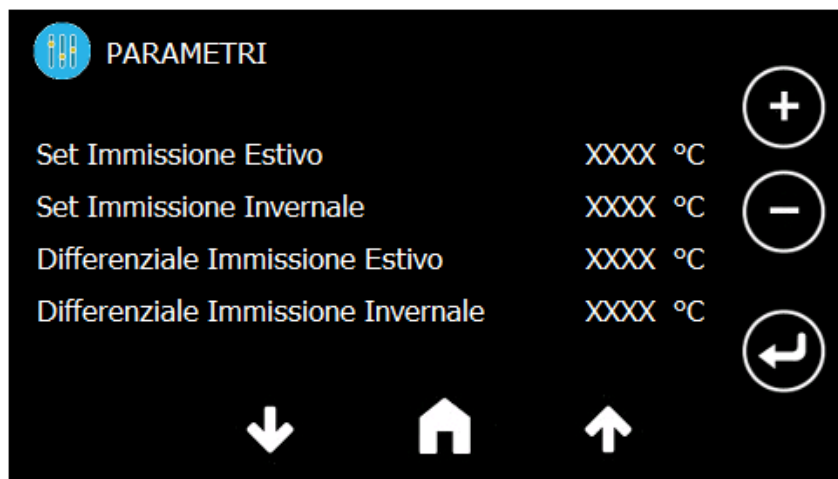 PARAMETRI
Set Immissione Estivo XXXX °C
Set Immissione Invernale XXXX °C
Differenziale Immissione Estivo XXXX °C
Differenziale Immissione Invernale XXXX °C